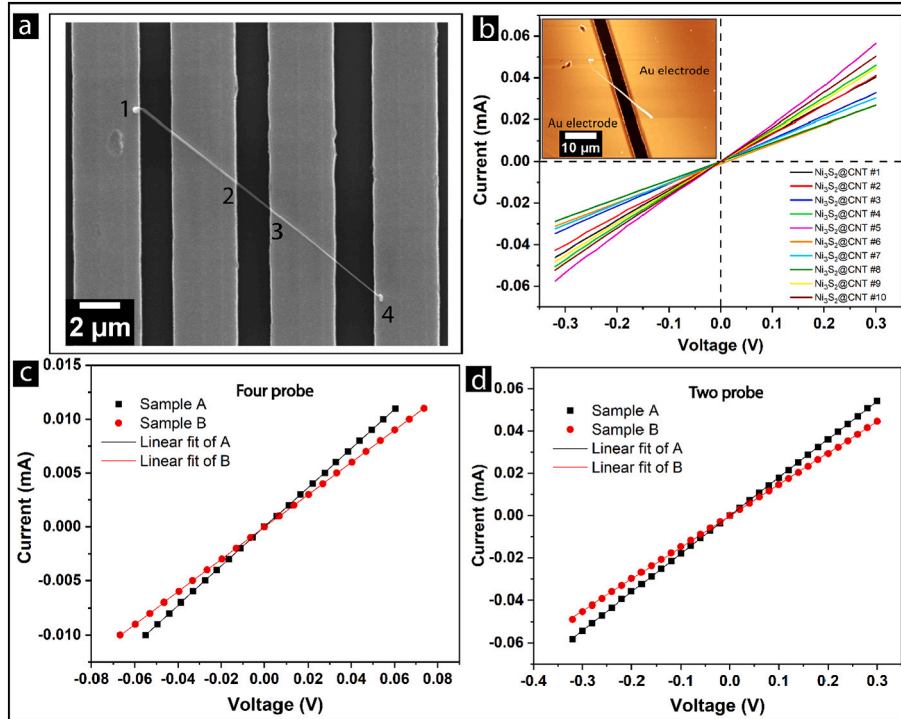 a
1
2
3
4
2 µm
b
Au electrode
Au electrode
10 µm
Ni3S2@CNT #1
Ni3S2@CNT #2
Ni3S2@CNT #3
Ni3S2@CNT #4
Ni3S2@CNT #5
Ni3S2@CNT #6
Ni3S2@CNT #7
Ni3S2@CNT #8
Ni3S2@CNT #9
Ni3S2@CNT #10
0.06
0.04
0.02
0.00
-0.02
-0.04
-0.06
Current (mA)
-0.3 -0.2 -0.1 0.0 0.1 0.2 0.3
Voltage (V)
c
Four probe
Sample A
Sample B
Linear fit of A
Linear fit of B
0.015
0.010
0.005
0.000
-0.005
-0.010
Current (mA)
-0.08 -0.06 -0.04 -0.02 0.00 0.02 0.04 0.06 0.08
Voltage (V)
d
Two probe
Sample A
Sample B
Linear fit of A
Linear fit of B
0.06
0.04
0.02
0.00
-0.02
-0.04
-0.06
Current (mA)
-0.4 -0.3 -0.2 -0.1 0.0 0.1 0.2 0.3
Voltage (V)